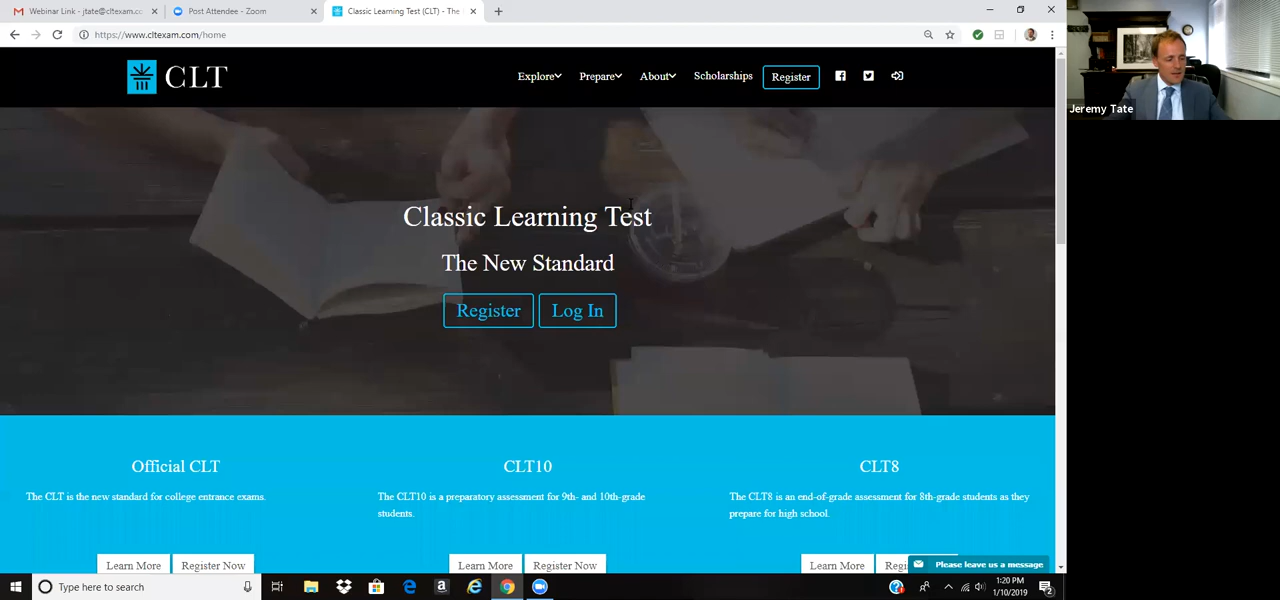 Webinar Link - jtate@cltexam.co
Post Attendee - Zoom
Classic Learning Test (CLT) - The
https://www.cltexam.com/home
CLT
Explore
Prepare
About
Scholarships
Register
Jeremy Tate
Classic Learning Test
The New Standard
Register
Log In
Official CLT
The CLT is the new standard for college entrance exams.
Learn More
Register Now
CLT10
The CLT10 is a preparatory assessment for 9th- and 10th-grade
students.
Learn More
Register Now
CLT8
The CLT8 is an end-of-grade assessment for 8th-grade students as they
prepare for high school.
Learn More
Please leave us a message
Type here to search
1:20 PM
1/10/2019